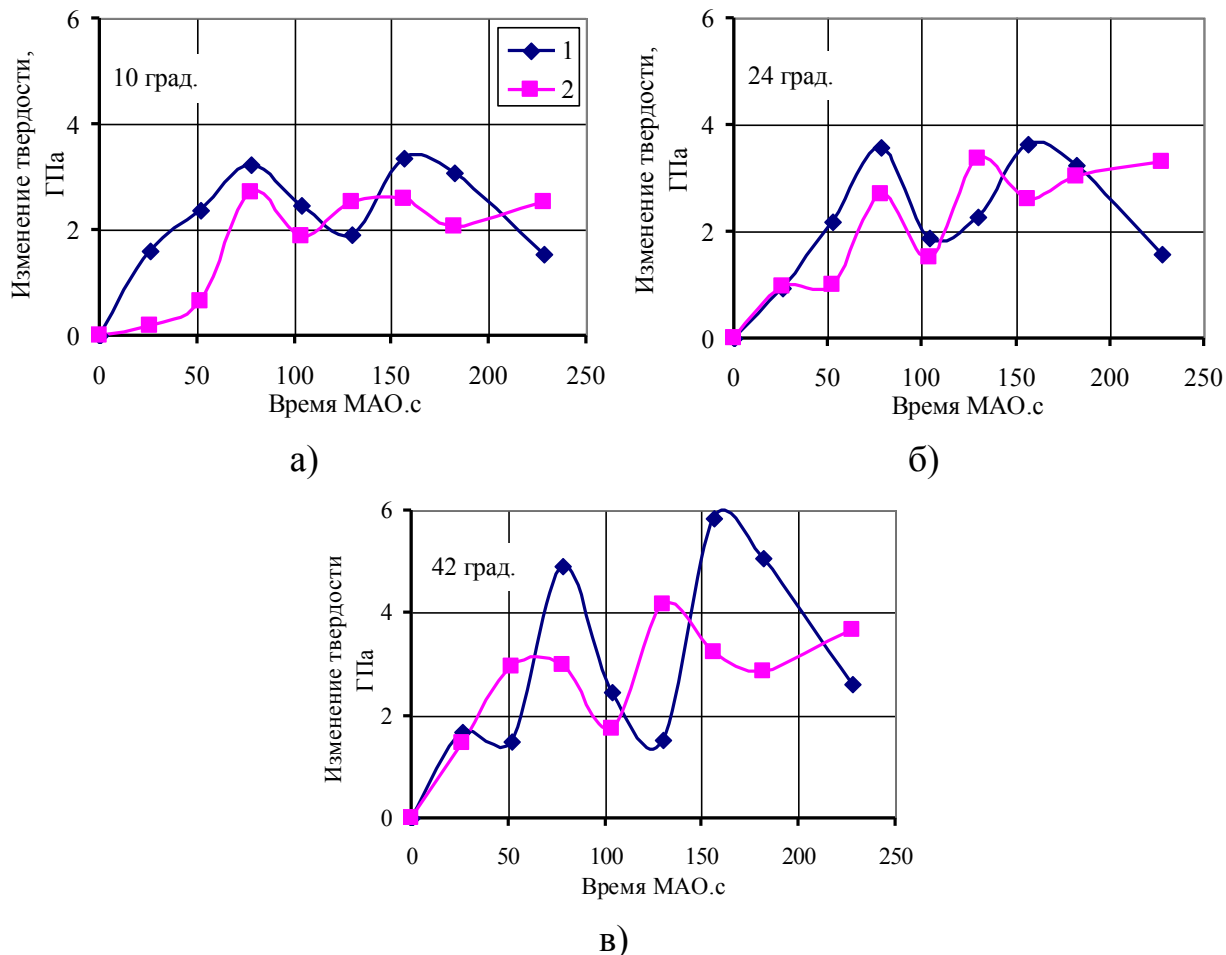 Изменение твердости,
ГПа
6
4
2
0
10 град.
1
2
0 50 100 150 200 250
Время МАО.с
а)
Изменение твердости,
ГПа
6
4
2
0
24 град.
0 50 100 150 200 250
Время МАО.с
б)
Изменение твердости
ГПа
6
4
2
0
42 град.
0 50 100 150 200 250
Время МАО.с
в)